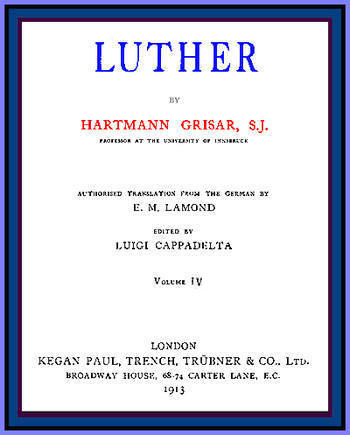 LUTHER
BY
HARTMANN GRISAR, S.J.
PROFESSOR AT THE UNIVERSITY OF INNSBRUCK
AUTHORISED TRANSLATION FROM THE GERMAN BY
E. M. LAMOND
EDITED BY
LUIGI CAPPADELTA
VOLUME IV
LONDON
KEGAN PAUL, TRENCH, TRÜBNER & CO., LTD.
BROADWAY HOUSE, 68-74 CARTER LANE, E.C.
1913